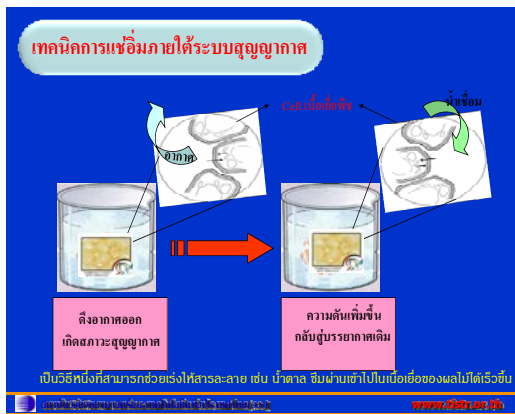 เทคนิคการแช่อิ่มภายใต้ระบบสุญญากาศ
Cell เนื้อเยื่อพืช
น้ำเชื่อม
อากาศ
ดึงอากาศออก
เกิดสภาวะสุญญากาศ
ความดันเพิ่มขึ้น
กลับสู่บรรยากาศเดิม
เป็นวิธีหนึ่งที่สามารถช่วยเร่งให้สารละลาย เช่น น้ำตาล ซึมผ่านเข้าไปในเนื้อเยื่อของผลไม้ได้เร็วขึ้น
www.tistr.or.th